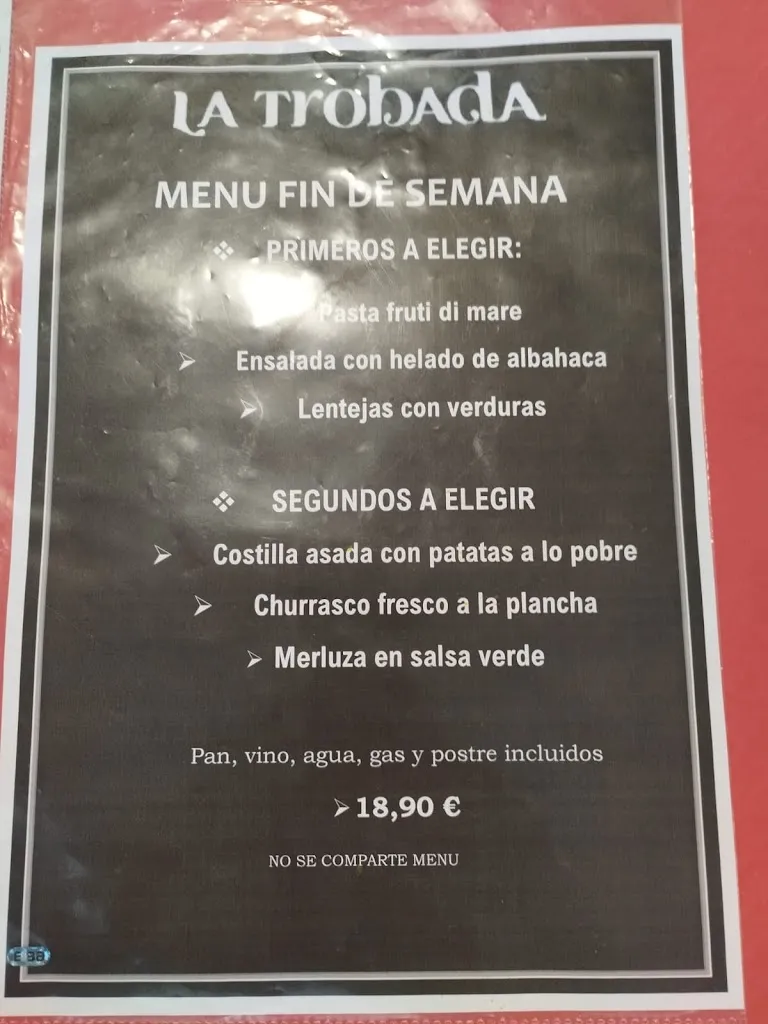 LA TROBADA
MENU FIN DE SEMANA
❖ PRIMEROS A ELEGIR:
Pasta fruti di mare
➢ Ensalada con helado de albahaca
➢ Lentejas con verduras
❖ SEGUNDOS A ELEGIR
➢ Costilla asada con patatas a lo pobre
➢ Churrasco fresco a la plancha
➢ Merluza en salsa verde
Pan, vino, agua, gas y postre incluidos
➢ 18,90 €
NO SE COMPARTE MENU